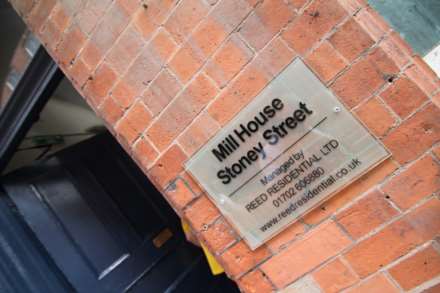 Mill House
Stoney Street
Managed by
REED RESIDENTIAL LTD
01702 606880
www.reedresidential.co.uk